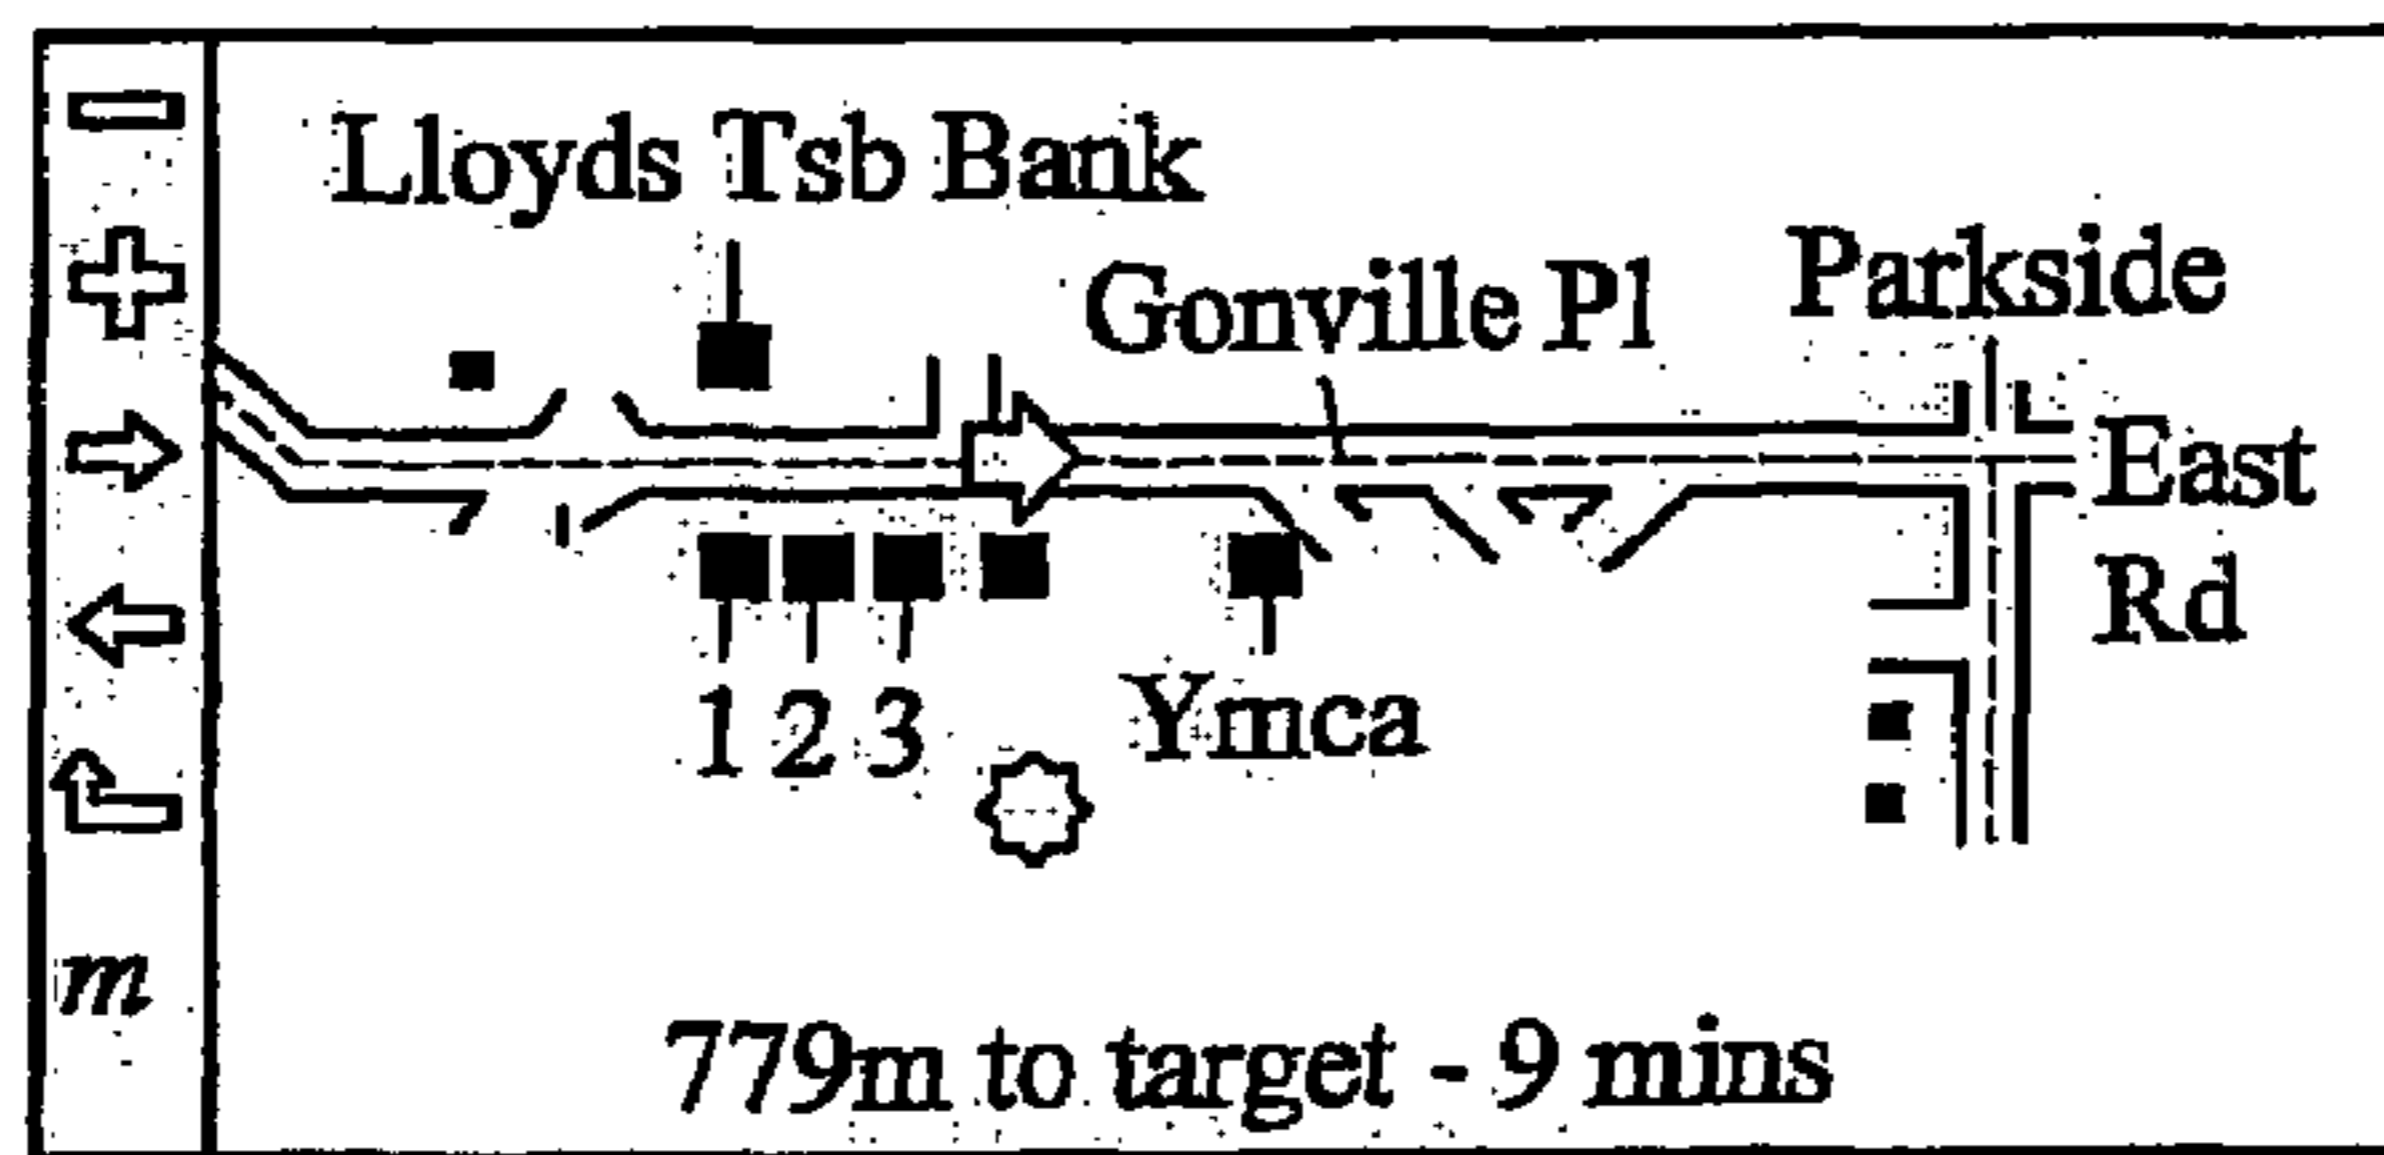 Lloyds Tsb Bank
Gonville Pl
Parkside
East
Rd
1 2 3
Ymca
m
779m to target - 9 mins